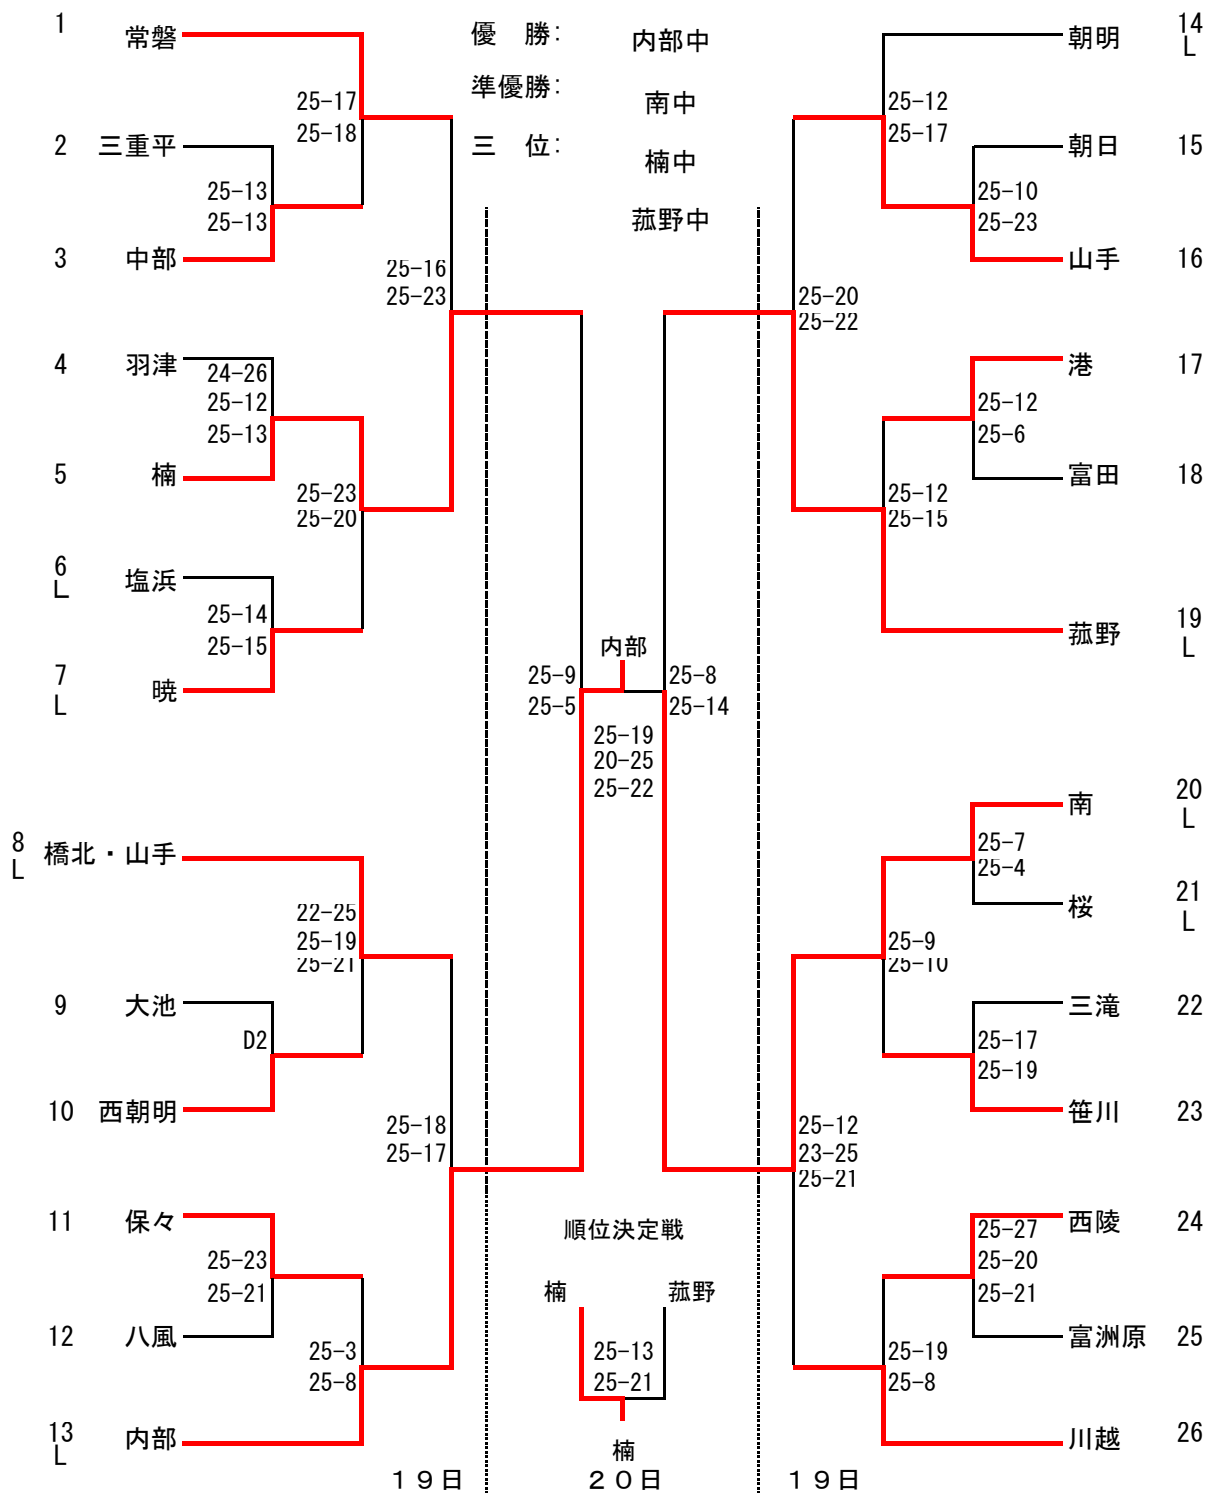 優　勝: 内部中
準優勝: 南中
三　位: 楠中
菰野中
1 常磐
25-17
25-18
2 三重平
25-13
25-13
3 中部
25-16
25-23
4 羽津
24-26
25-12
25-13
5 楠
25-23
25-20
6 L 塩浜
25-14
25-15
7 L 暁
8 L 橋北・山手
22-25
25-19
25-21
9 大池
D2
10 西朝明
25-18
25-17
11 保々
25-23
25-21
12 八風
25-3
25-8
13 L 内部
内部
25-9
25-5
25-8
25-14
25-19
20-25
25-22
順位決定戦
楠 菰野
25-13
25-21
楠
朝明 14 L
25-12
25-17
朝日 15
25-10
25-23
山手 16
25-20
25-22
港 17
25-12
25-6
富田 18
25-12
25-15
菰野 19 L
南 20 L
25-7
25-4
桜 21 L
25-9
25-10
三滝 22
25-17
25-19
笹川 23
25-12
23-25
25-21
西陵 24
25-27
25-20
25-21
富洲原 25
25-19
25-8
川越 26
１９日 ２０日 １９日